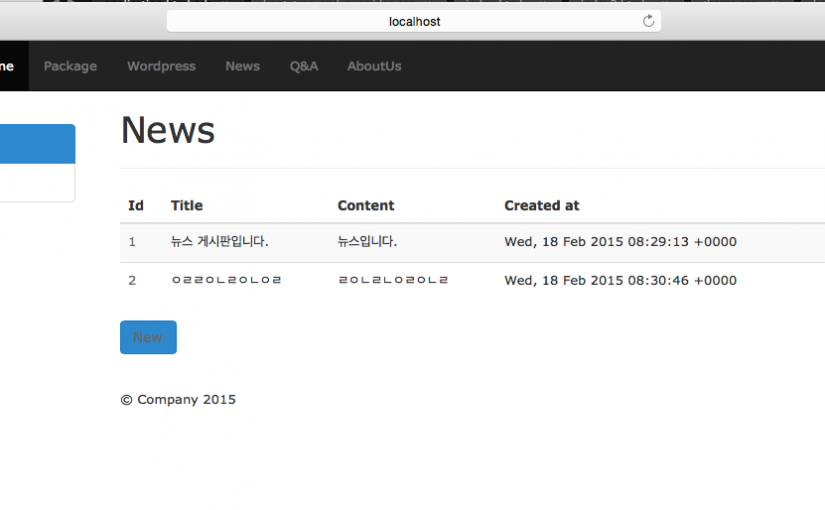 localhost
ne Package Wordpress News Q&A AboutUs
News
Id Title Content Created at
1 뉴스 게시판입니다. 뉴스입니다. Wed, 18 Feb 2015 08:29:13 +0000
2 ㅇㄹㄹㅇㄴㄹㅇㄴㅇㄹ ㄹㅇㄴㄹㄴㅇㄹㅇㄴㄹ Wed, 18 Feb 2015 08:30:46 +0000
New
© Company 2015